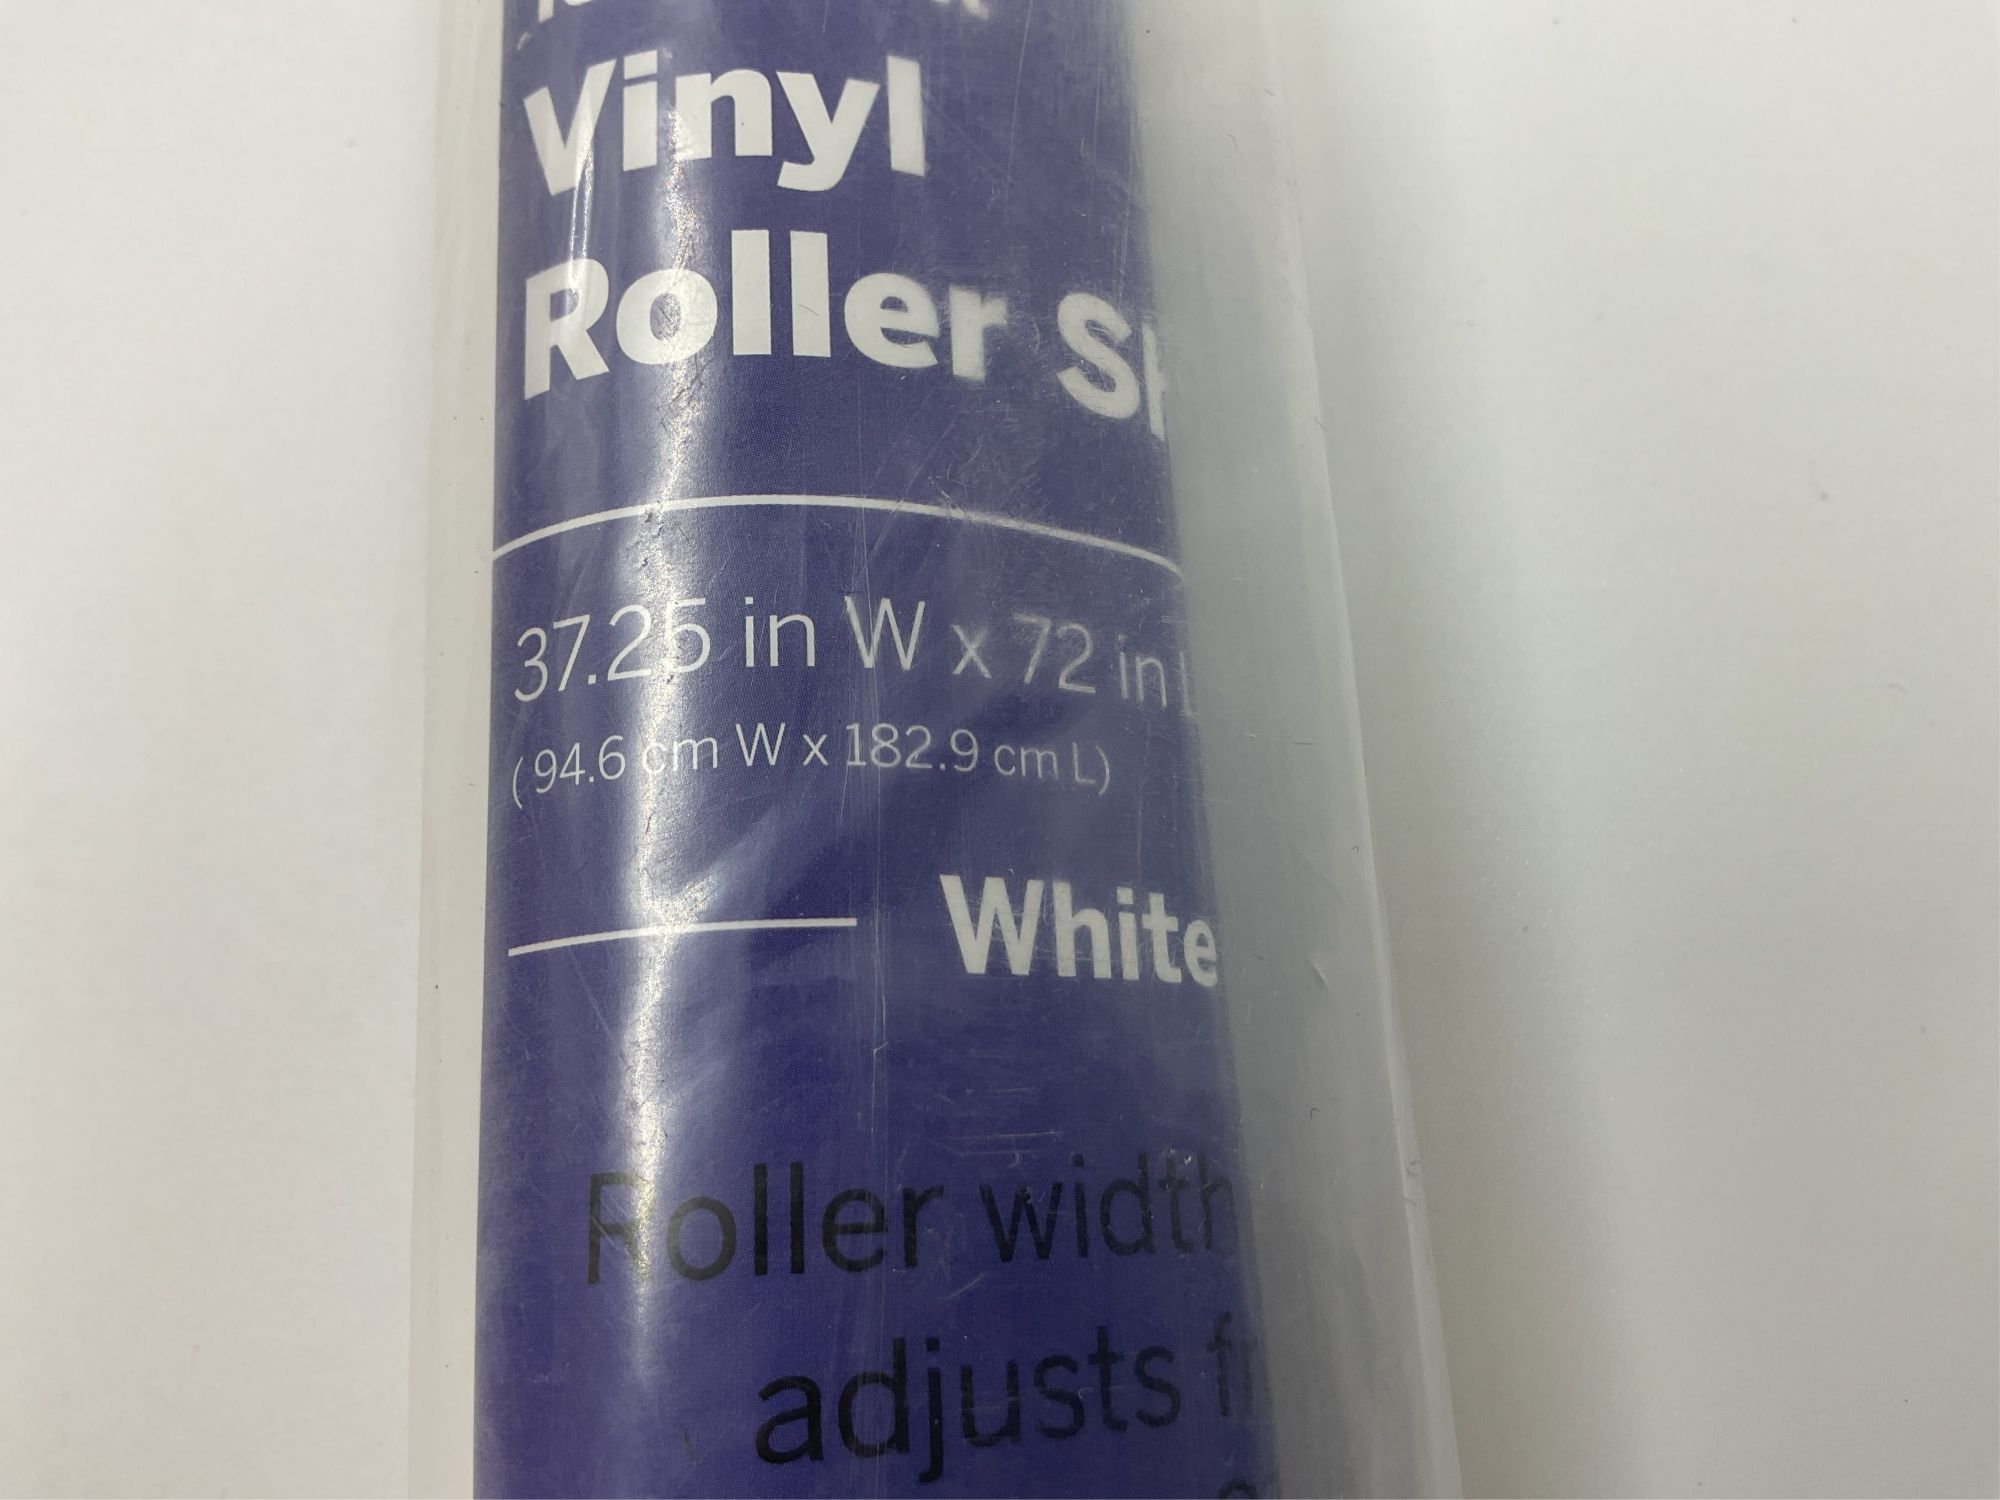 Vinyl
Roller
37.25 in W x 72 in L
( 94.6 cm W x 182.9 cm L)
White
Roller width
adjusts